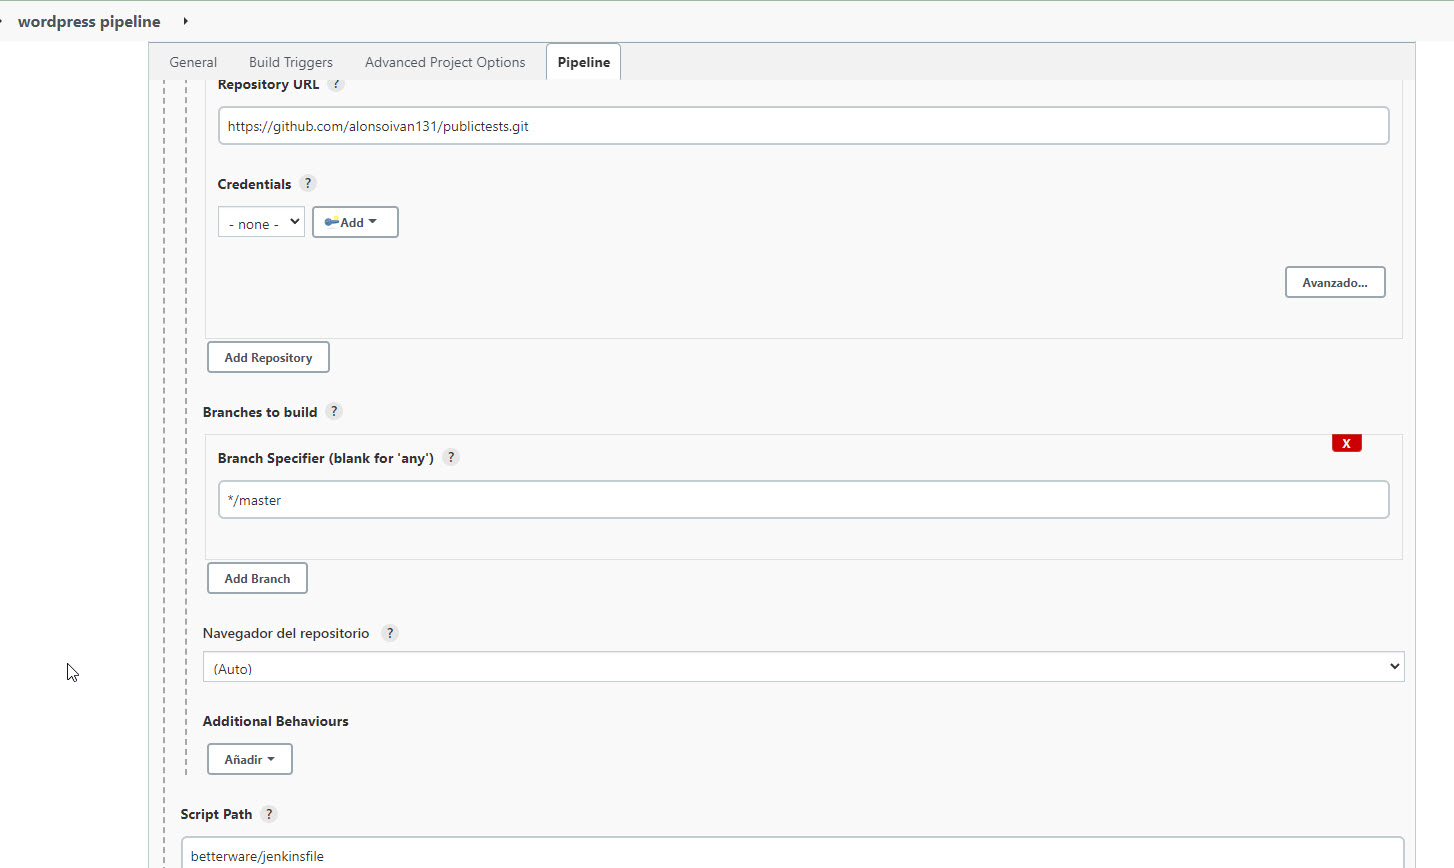 wordpress pipeline
General Build Triggers Advanced Project Options Pipeline
Repository URL ?
https://github.com/alonsoivan131/publictests.git
Credentials ?
- none - Add
Avanzado...
Add Repository
Branches to build ?
X
Branch Specifier (blank for 'any') ?
*/master
Add Branch
Navegador del repositorio ?
(Auto)
Additional Behaviours
Añadir
Script Path ?
betterware/jenkinsfile